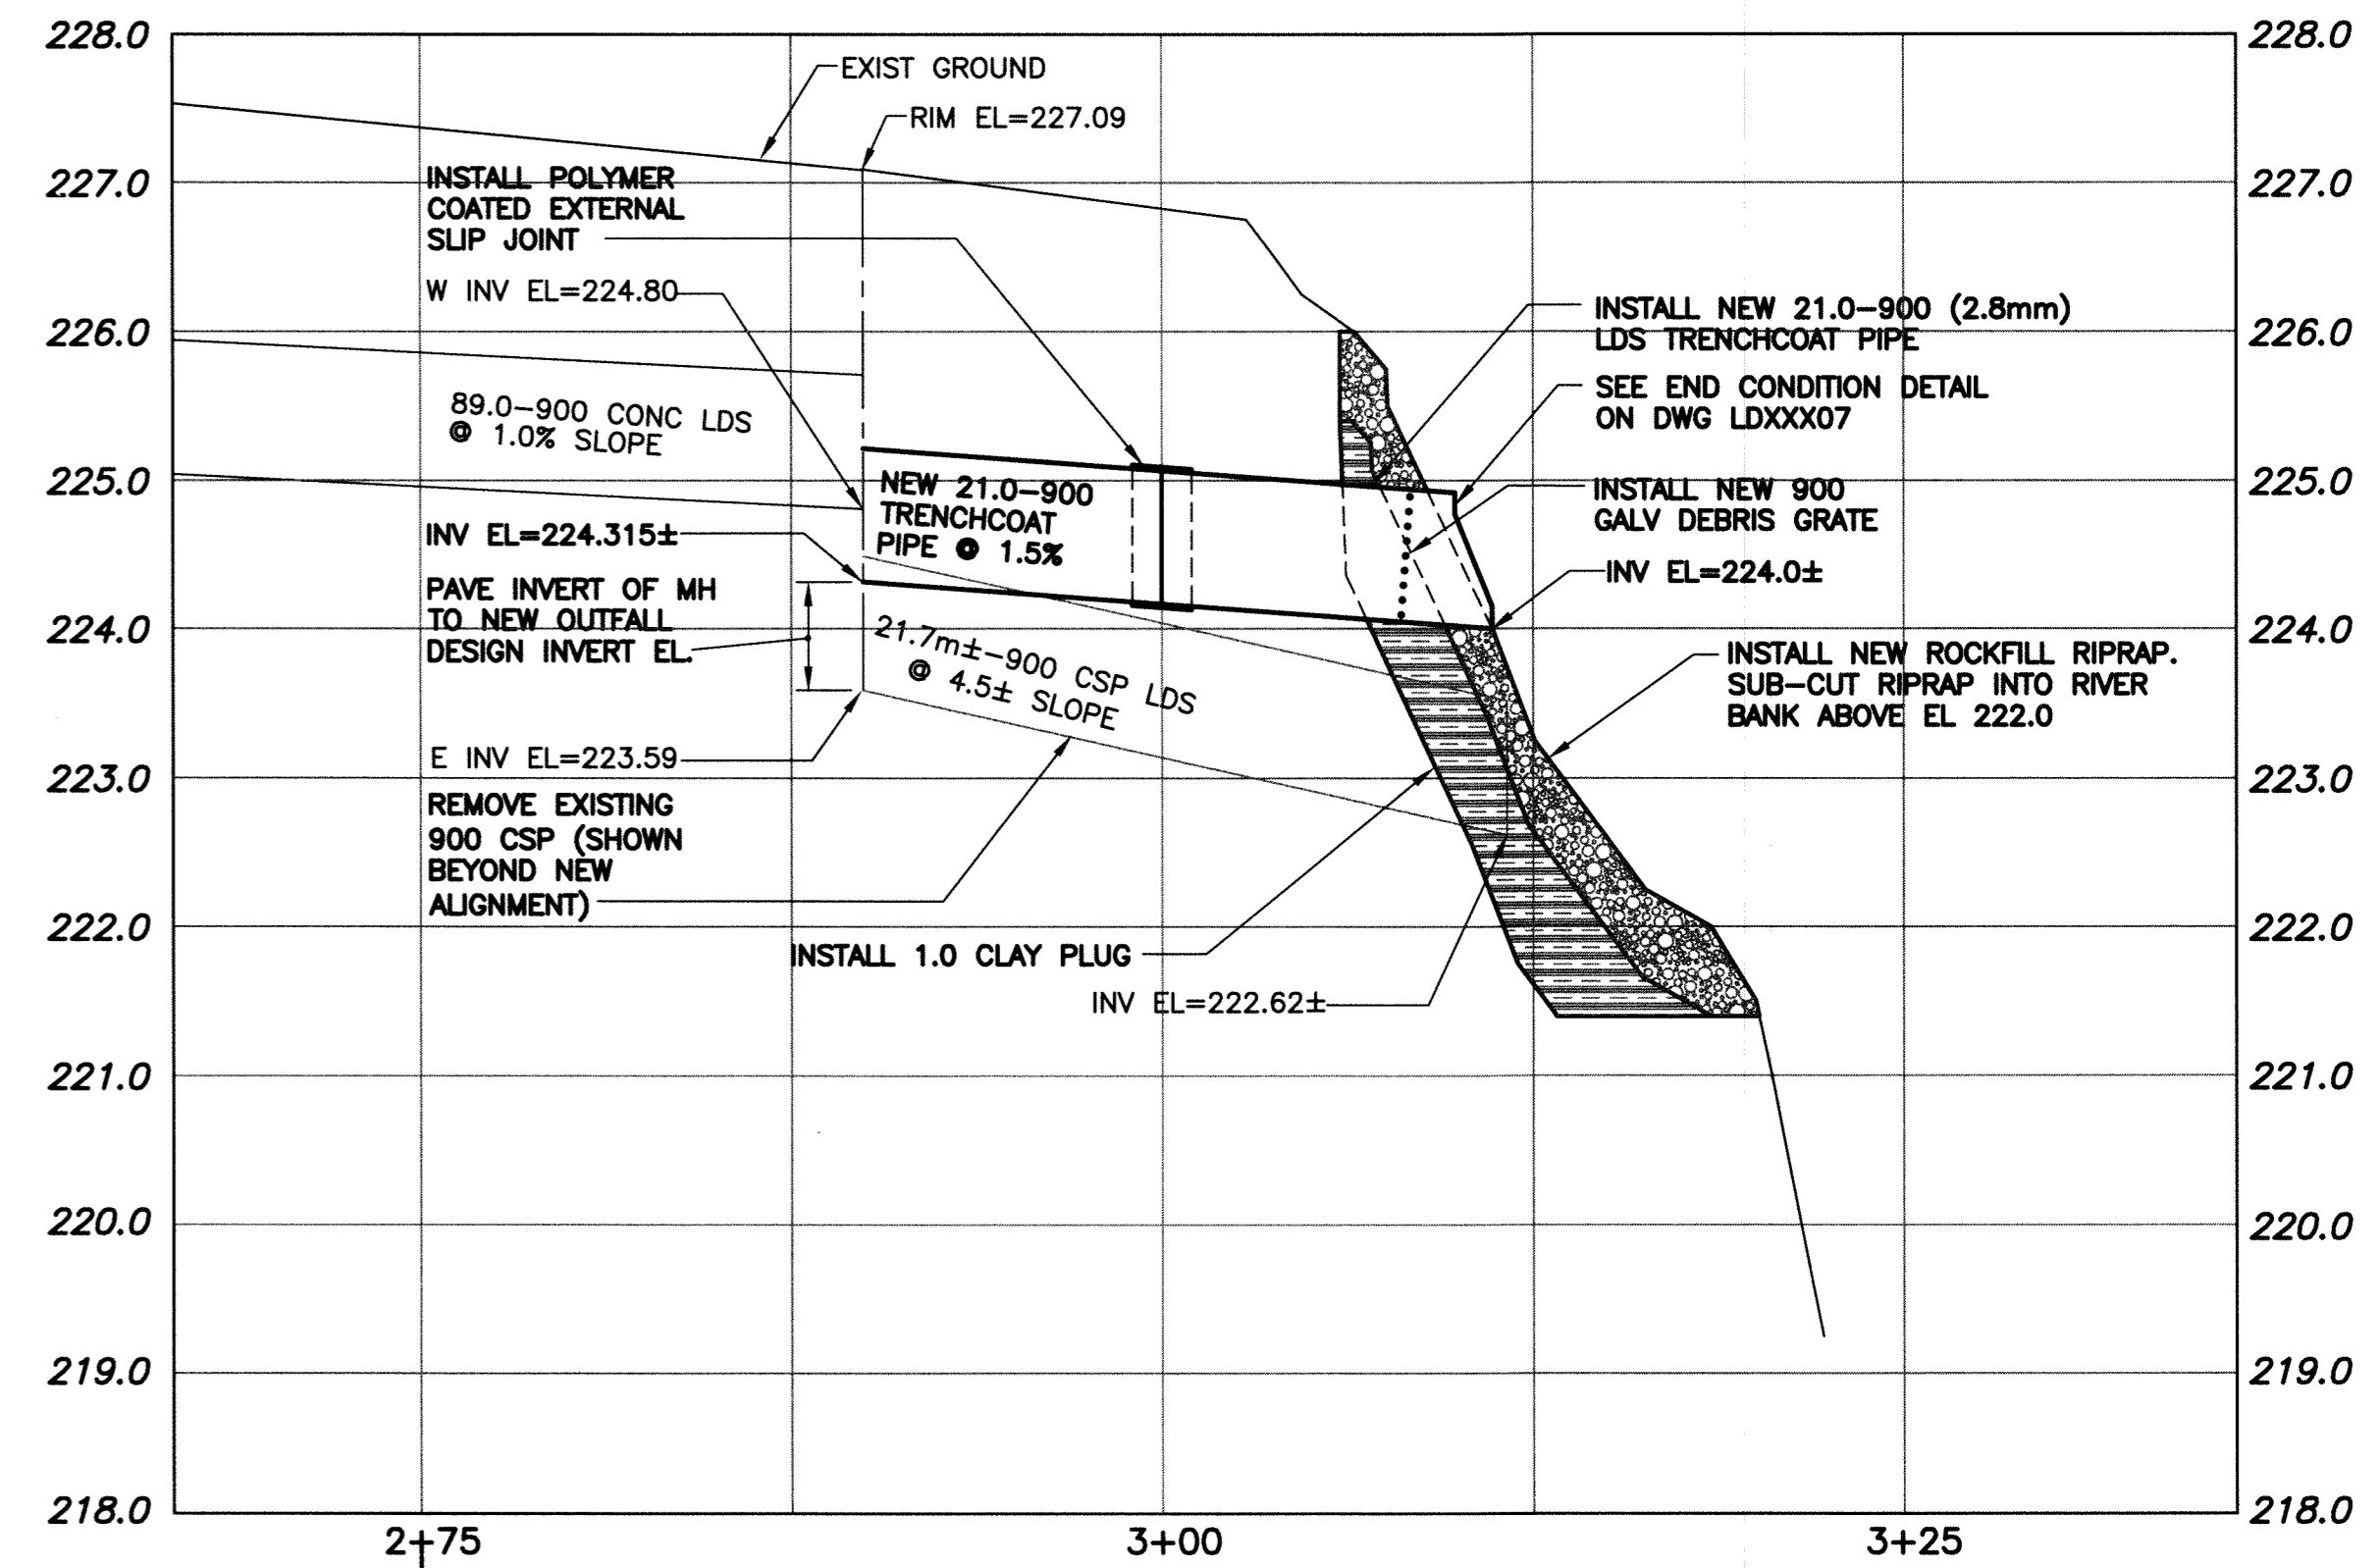 228.0
227.0
226.0
225.0
224.0
223.0
222.0
221.0
220.0
219.0
218.0
EXIST GROUND
RIM EL=227.09
INSTALL POLYMER
COATED EXTERNAL
SLIP JOINT
W INV EL=224.80
89.0-900 CONC LDS
@ 1.0% SLOPE
INV EL=224.315±
PAVE INVERT OF MH
TO NEW OUTFALL
DESIGN INVERT EL.
E INV EL=223.59
REMOVE EXISTING
900 CSP (SHOWN
BEYOND NEW
ALIGNMENT)
NEW 21.0-900
TRENCHCOAT
PIPE @ 1.5%
21.7m±-900 CSP LDS
@ 4.5± SLOPE
INSTALL 1.0 CLAY PLUG
INV EL=222.62±
INSTALL NEW 21.0-900 (2.8mm)
LDS TRENCHCOAT PIPE
SEE END CONDITION DETAIL
ON DWG LDXXX07
INSTALL NEW 900
GALV DEBRIS GRATE
INV EL=224.0±
INSTALL NEW ROCKFILL RIPRAP.
SUB-CUT RIPRAP INTO RIVER
BANK ABOVE EL 222.0
228.0
227.0
226.0
225.0
224.0
223.0
222.0
221.0
220.0
219.0
218.0
2+75
3+00
3+25